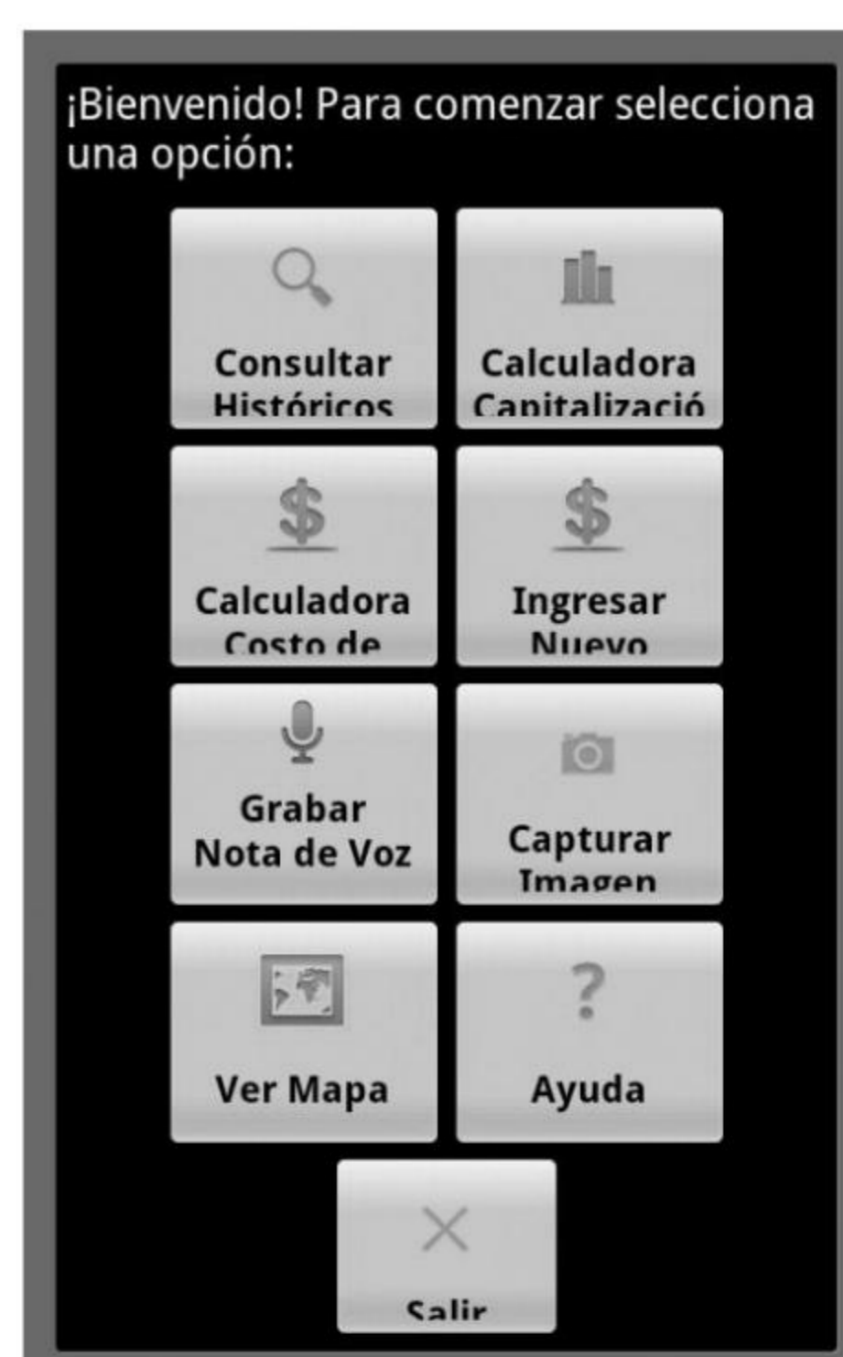 ¡Bienvenido! Para comenzar selecciona
una opción:
Consultar
Históricos
Calculadora
Capitalizació
Calculadora
Costo de
Ingresar
Nuevo
Grabar
Nota de Voz
Capturar
Imagen
Ver Mapa
Ayuda
Salir